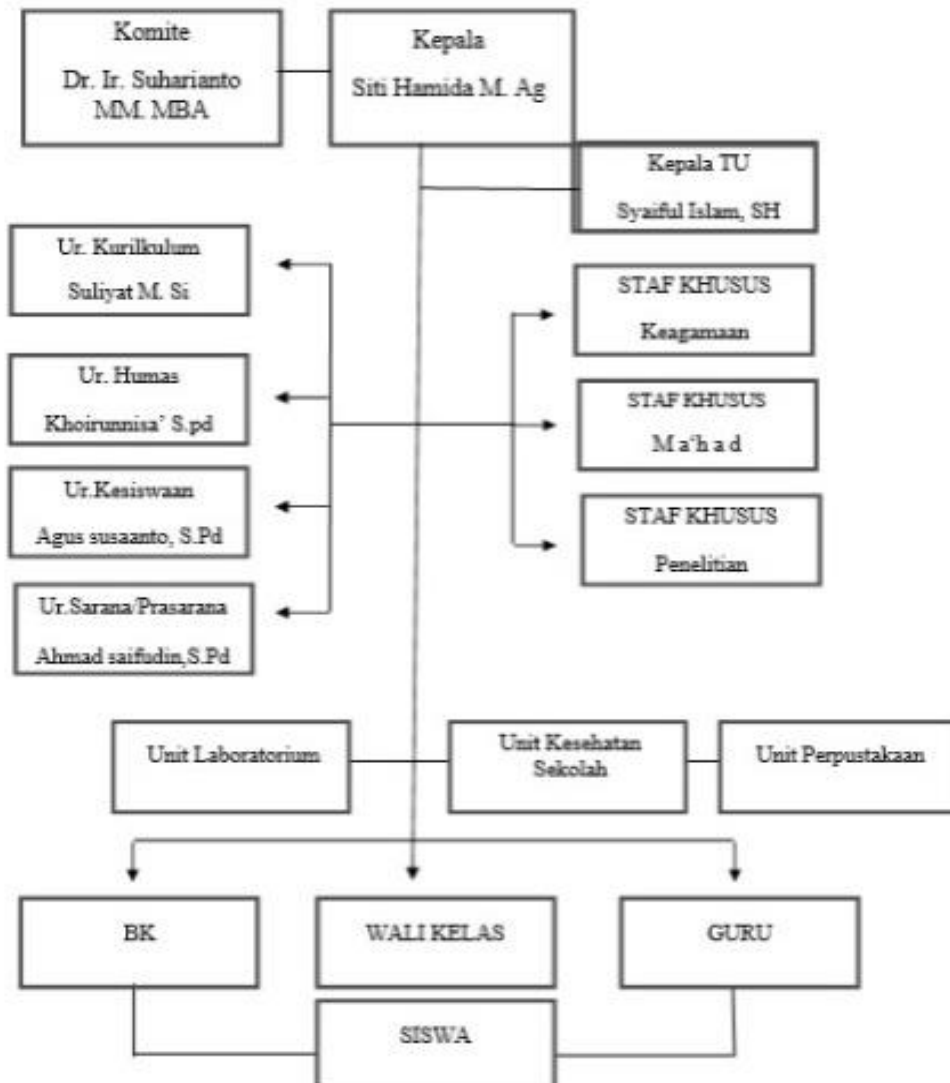 Komite
Dr. Ir. Suharianto
MM. MBA
Kepala
Siti Hamida M. Ag
Kepala TU
Syaiful Islam, SH
Ur. Kurilkulum
Suliyat M. Si
Ur. Humas
Khoirunnisa’ S.pd
Ur.Kesiswaan
Agus susaanto, S.Pd
Ur.Sarana/Prasarana
Ahmad saifudin,S.Pd
STAF KHUSUS
Keagamaan
STAF KHUSUS
M a‘h a d
STAF KHUSUS
Penelitian
Unit Laboratorium
Unit Kesehatan
Sekolah
Unit Perpustakaan
BK
WALI KELAS
GURU
SISWA